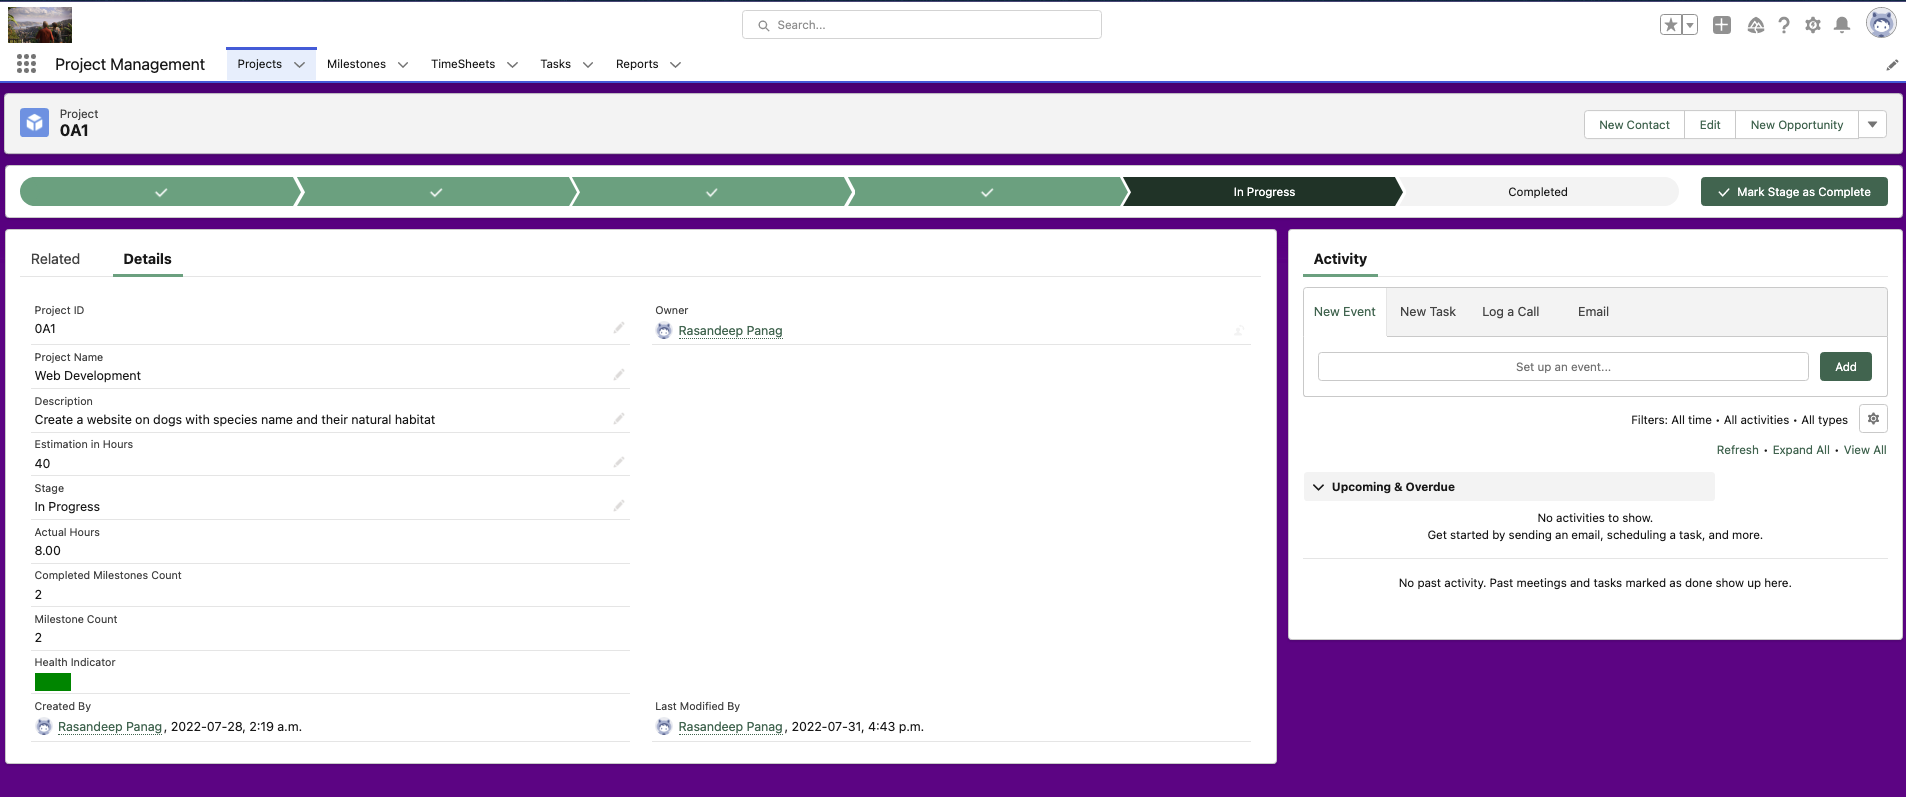 Search...
Project Management
Projects
Milestones
TimeSheets
Tasks
Reports
Project
0A1
New Contact
Edit
New Opportunity
In Progress
Completed
Mark Stage as Complete
Related
Details
Project ID
0A1
Owner
Rasandeep Panag
Project Name
Web Development
Description
Create a website on dogs with species name and their natural habitat
Estimation in Hours
40
Stage
In Progress
Actual Hours
8.00
Completed Milestones Count
2
Milestone Count
2
Health Indicator
Created By
Rasandeep Panag, 2022-07-28, 2:19 a.m.
Last Modified By
Rasandeep Panag, 2022-07-31, 4:43 p.m.
Activity
New Event
New Task
Log a Call
Email
Set up an event...
Add
Filters: All time • All activities • All types
Refresh • Expand All • View All
Upcoming & Overdue
No activities to show.
Get started by sending an email, scheduling a task, and more.
No past activity. Past meetings and tasks marked as done show up here.